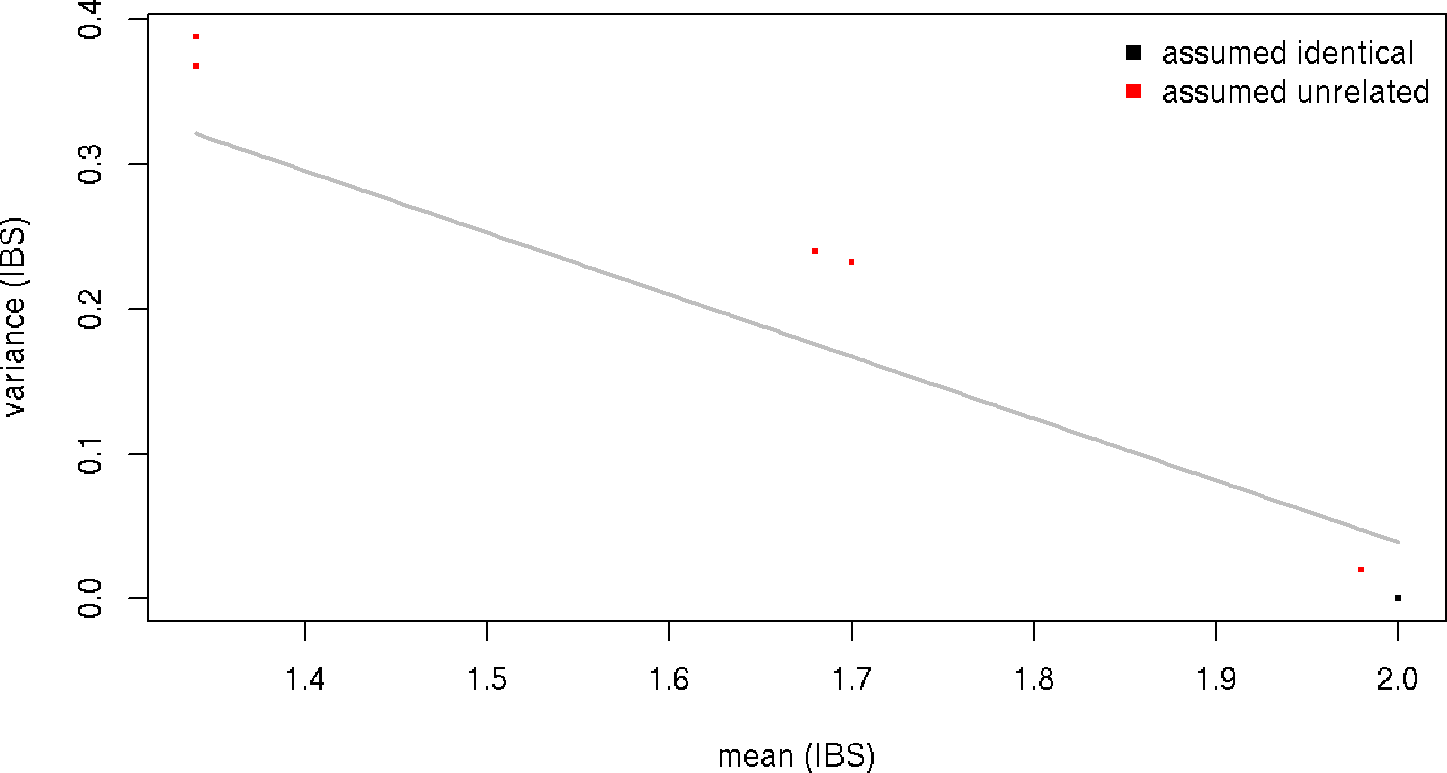 assumed identical
assumed unrelated
variance (IBS)
0.4
0.3
0.2
0.1
0.0
1.4 1.5 1.6 1.7 1.8 1.9 2.0
mean (IBS)